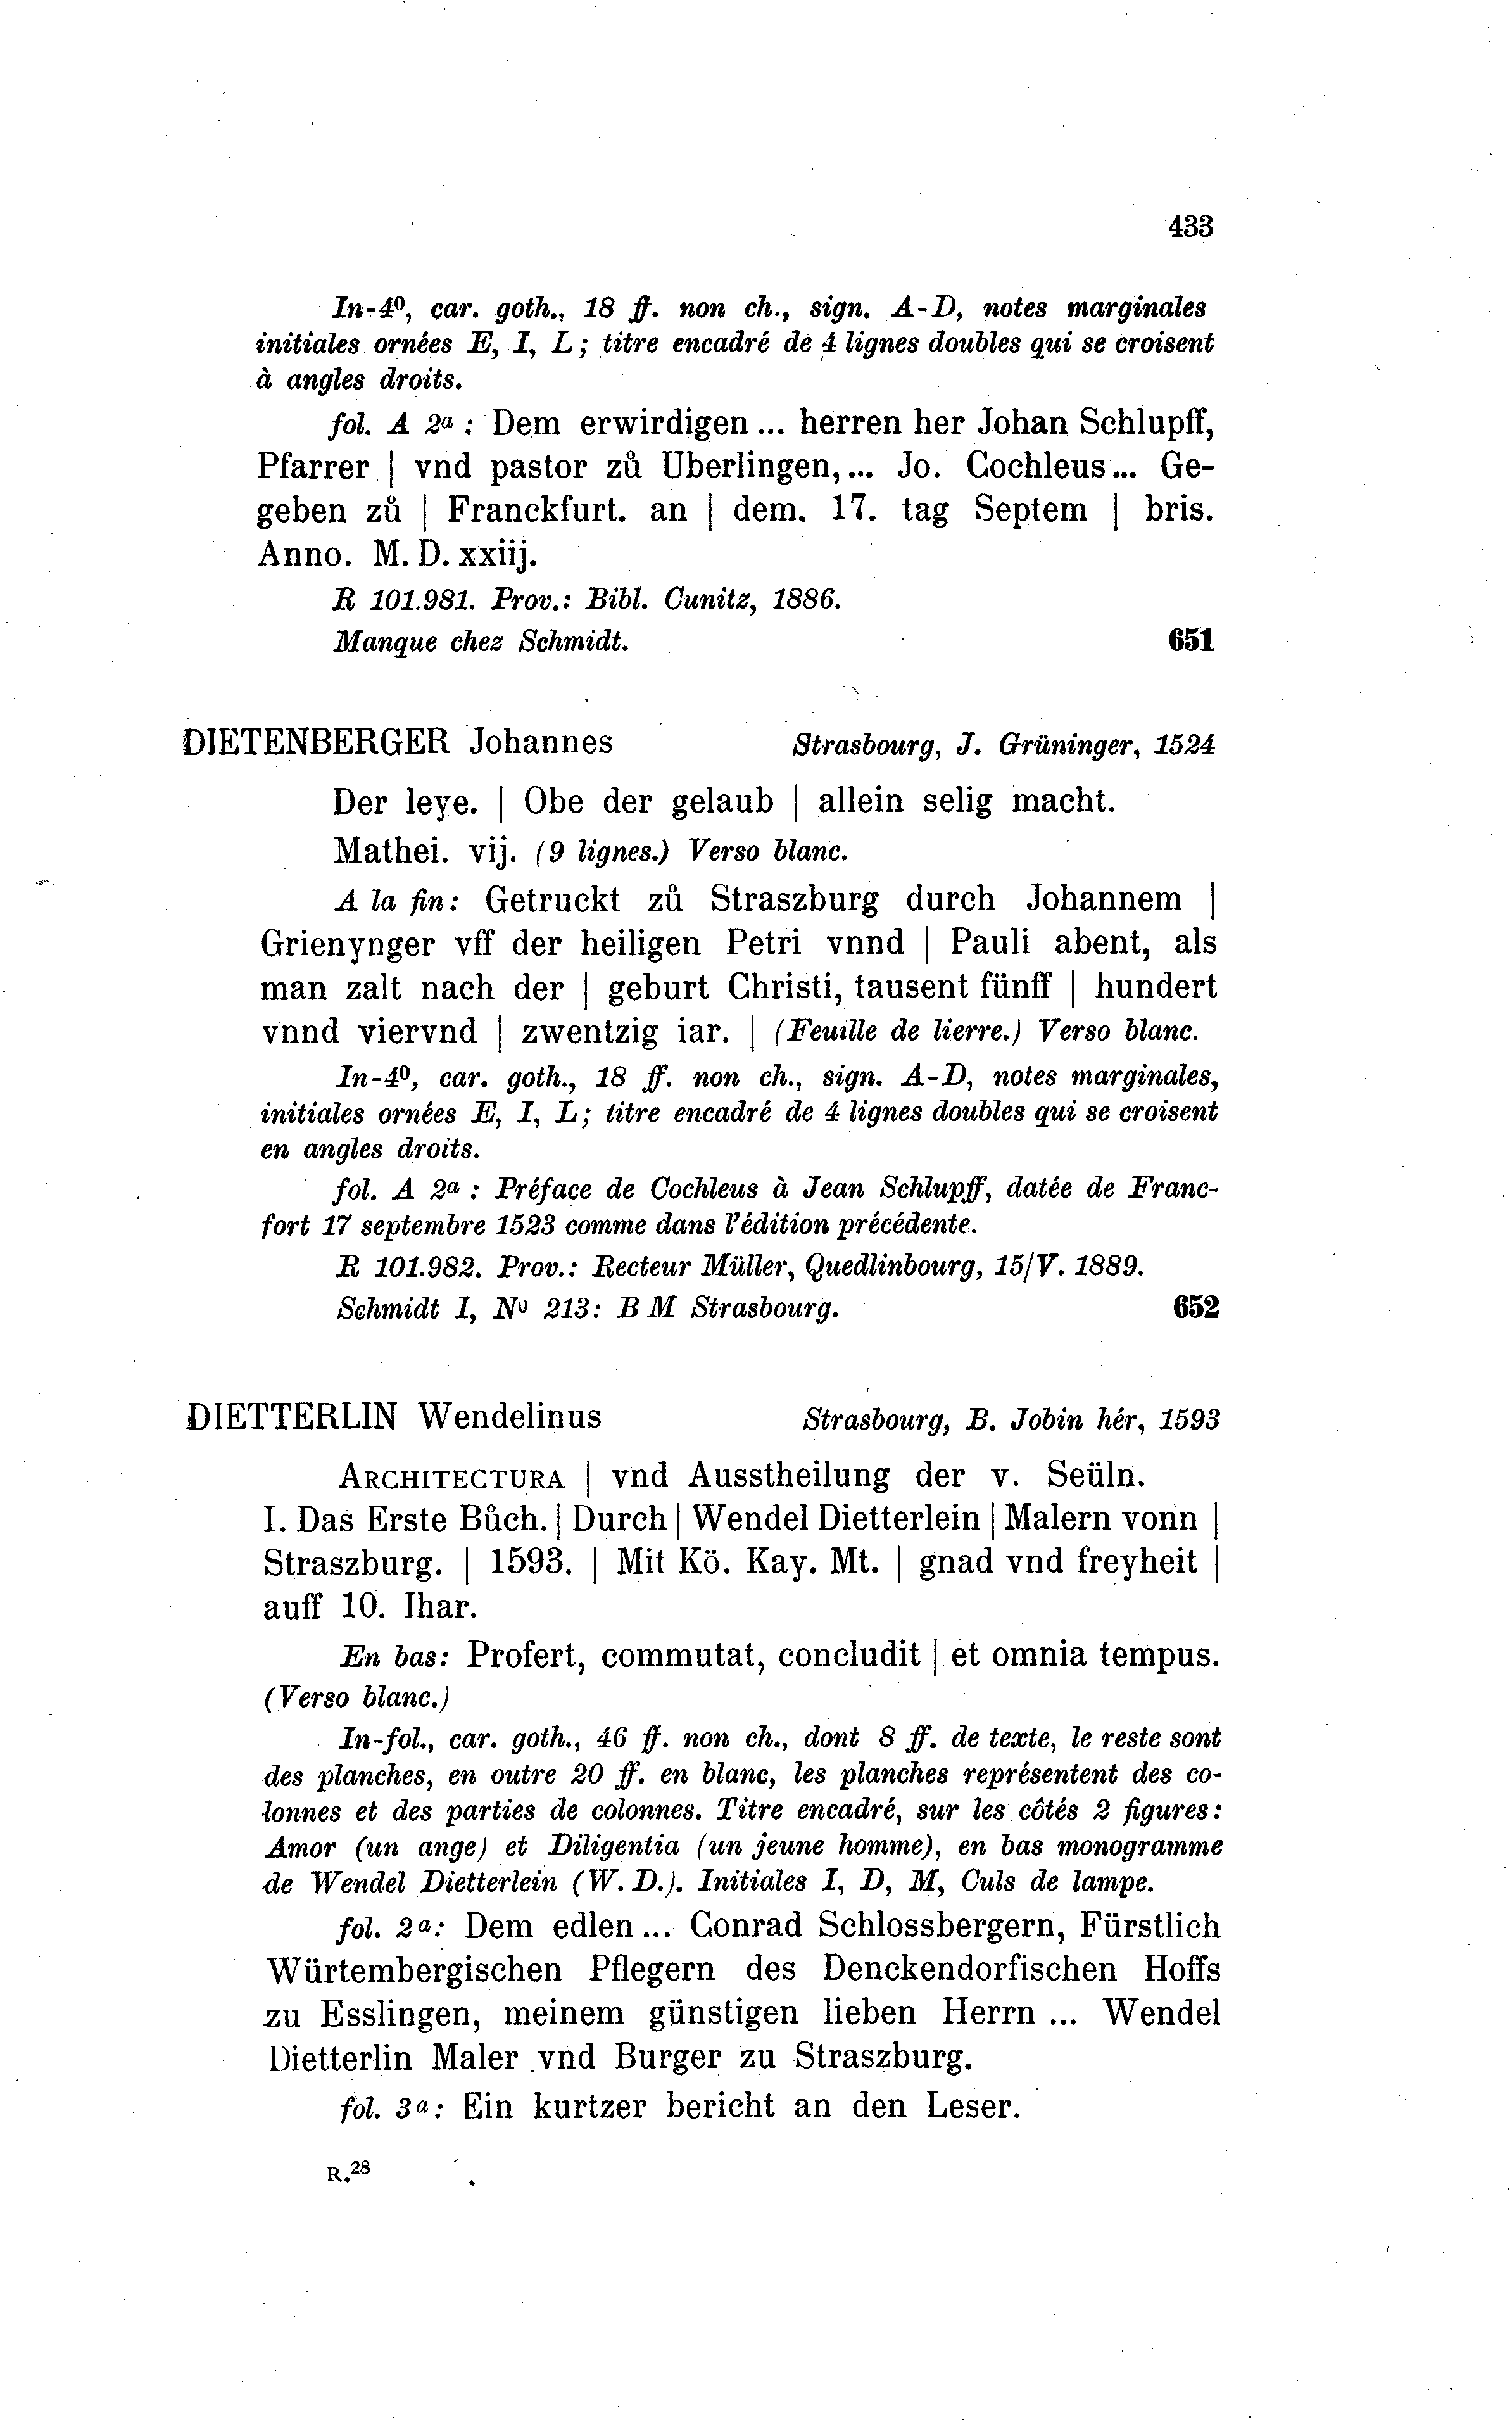 433
In-4⁰, car. goth., 18 ff. non ch., sign. A-D, notes marginales
initiales ornées E, I, L; titre encadré de 4 lignes doubles qui se croisent
à angles droits.
fol. A 2a : Dem erwirdigen ... herren her Johan Schlupff,
Pfarrer | vnd pastor zů Uberlingen, ... Jo. Cochleus ... Ge-
geben zů | Franckfurt. an | dem. 17. tag Septem | bris.
Anno. M. D. xxiij.
R 101.981. Prov.: Bibl. Cunitz, 1886.
Manque chez Schmidt. 651
DIETENBERGER Johannes Strasbourg, J. Grüninger, 1524
Der leye. | Obe der gelaub | allein selig macht.
Mathei. vij. (9 lignes.) Verso blanc.
A la fin: Getruckt zů Straszburg durch Johannem |
Grienynger vff der heiligen Petri vnnd | Pauli abent, als
man zalt nach der | geburt Christi, tausent fünff | hundert
vnnd viervnd | zwentzig iar. | (Feuille de lierre.) Verso blanc.
In-4⁰, car. goth., 18 ff. non ch., sign. A-D, notes marginales,
initiales ornées E, I, L; titre encadré de 4 lignes doubles qui se croisent
en angles droits.
fol. A 2a : Préface de Cochleus à Jean Schlupff, datée de Franc-
fort 17 septembre 1523 comme dans l'édition précédente.
R 101.982. Prov.: Recteur Müller, Quedlinbourg, 15/V. 1889.
Schmidt I, No 213: B M Strasbourg. 652
DIETTERLIN Wendelinus Strasbourg, B. Jobin hér, 1593
ARCHITECTURA | vnd Ausstheilung der v. Seüln.
I. Das Erste Bůch. | Durch | Wendel Dietterlein | Malern vonn |
Straszburg. | 1593. | Mit Kö. Kay. Mt. | gnad vnd freyheit |
auff 10. Jhar.
En bas: Profert, commutat, concludit | et omnia tempus.
(Verso blanc.)
In-fol., car. goth., 46 ff. non ch., dont 8 ff. de texte, le reste sont
des planches, en outre 20 ff. en blanc, les planches représentent des co-
lonnes et des parties de colonnes. Titre encadré, sur les côtés 2 figures:
Amor (un ange) et Diligentia (un jeune homme), en bas monogramme
de Wendel Dietterlein (W. D.). Initiales I, D, M, Culs de lampe.
fol. 2a: Dem edlen ... Conrad Schlossbergern, Fürstlich
Würtembergischen Pflegern des Denckendorfischen Hoffs
zu Esslingen, meinem günstigen lieben Herrn ... Wendel
Dietterlin Maler vnd Burger zu Straszburg.
fol. 3a: Ein kurtzer bericht an den Leser.
R.28